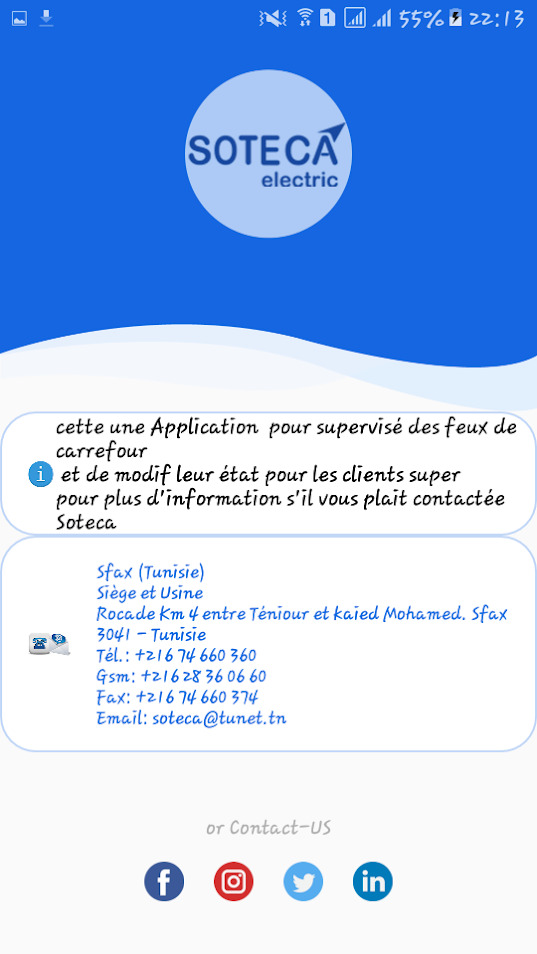 1 55% 22:13
SOTECA
electric
cette une Application pour supervisé des feux de
carrefour
et de modif leur état pour les clients super
pour plus d'information s'il vous plait contactée
Soteca
Sfax (Tunisie)
Siège et Usine
Rocade Km 4 entre Téniour et kaied Mohamed. Sfax
3041 - Tunisie
Tél.: +216 74 660 360
Gsm: +216 28 36 06 60
Fax: +216 74 660 374
Email: soteca@tunet.tn
or Contact-US